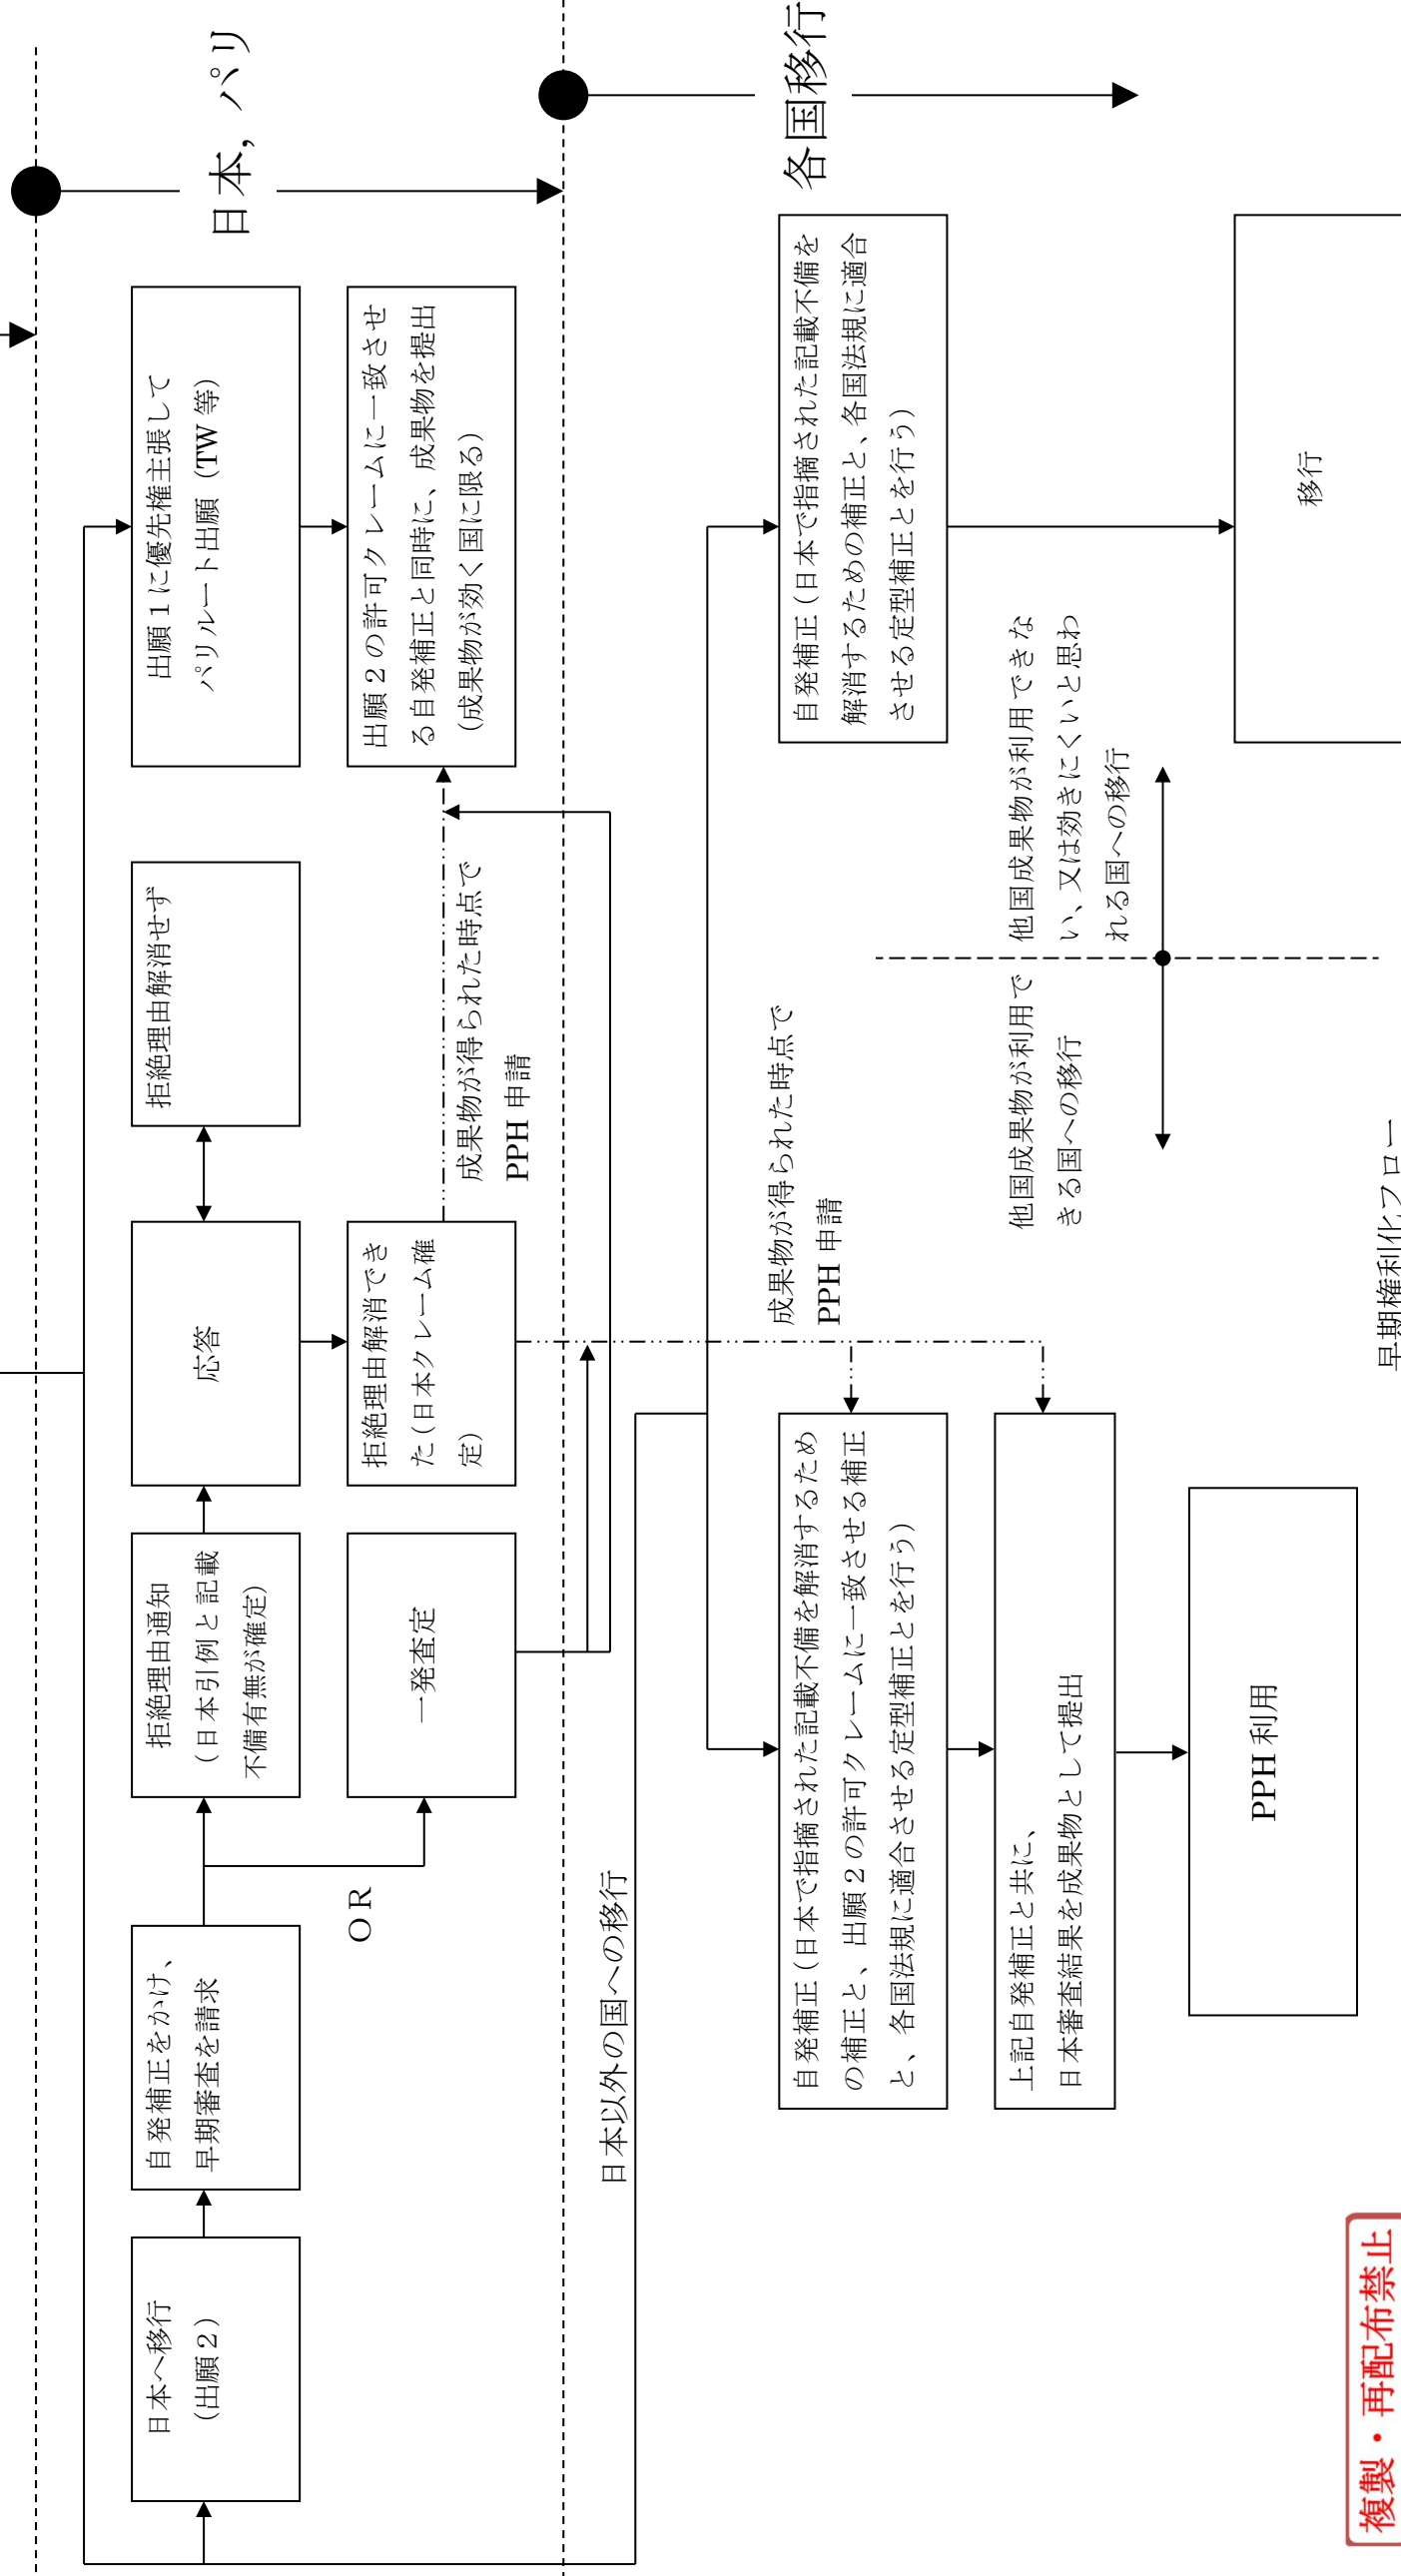 日本へ移行
（出願２）
自発補正をかけ、
早期審査を請求
OR
拒絶理由通知
（日本引例と記載
不備有無が確定）
一発査定
応答
拒絶理由解消でき
た（日本クレーム確
定）
拒絶理由解消せず
成果物が得られた時点で
PPH 申請
出願１に優先権主張して
パリルート出願（TW 等）
出願２の許可クレームに一致させ
る自発補正と同時に、成果物を提出
（成果物が効く国に限る）
日本, パリ
日本以外の国への移行
自発補正（日本で指摘された記載不備を解消するため
の補正と、出願２の許可クレームに一致させる補正
と、各国法規に適合させる定型補正とを行う）
上記自発補正と共に、
日本審査結果を成果物として提出
PPH 利用
成果物が得られた時点で
PPH 申請
他国成果物が利用で
きる国への移行
他国成果物が利用できな
い、又は効きにくいと思わ
れる国への移行
自発補正（日本で指摘された記載不備を
解消するための補正と、各国法規に適合
させる定型補正とを行う）
移行
各国移行
早期権利化フロー
複製・再配布禁止